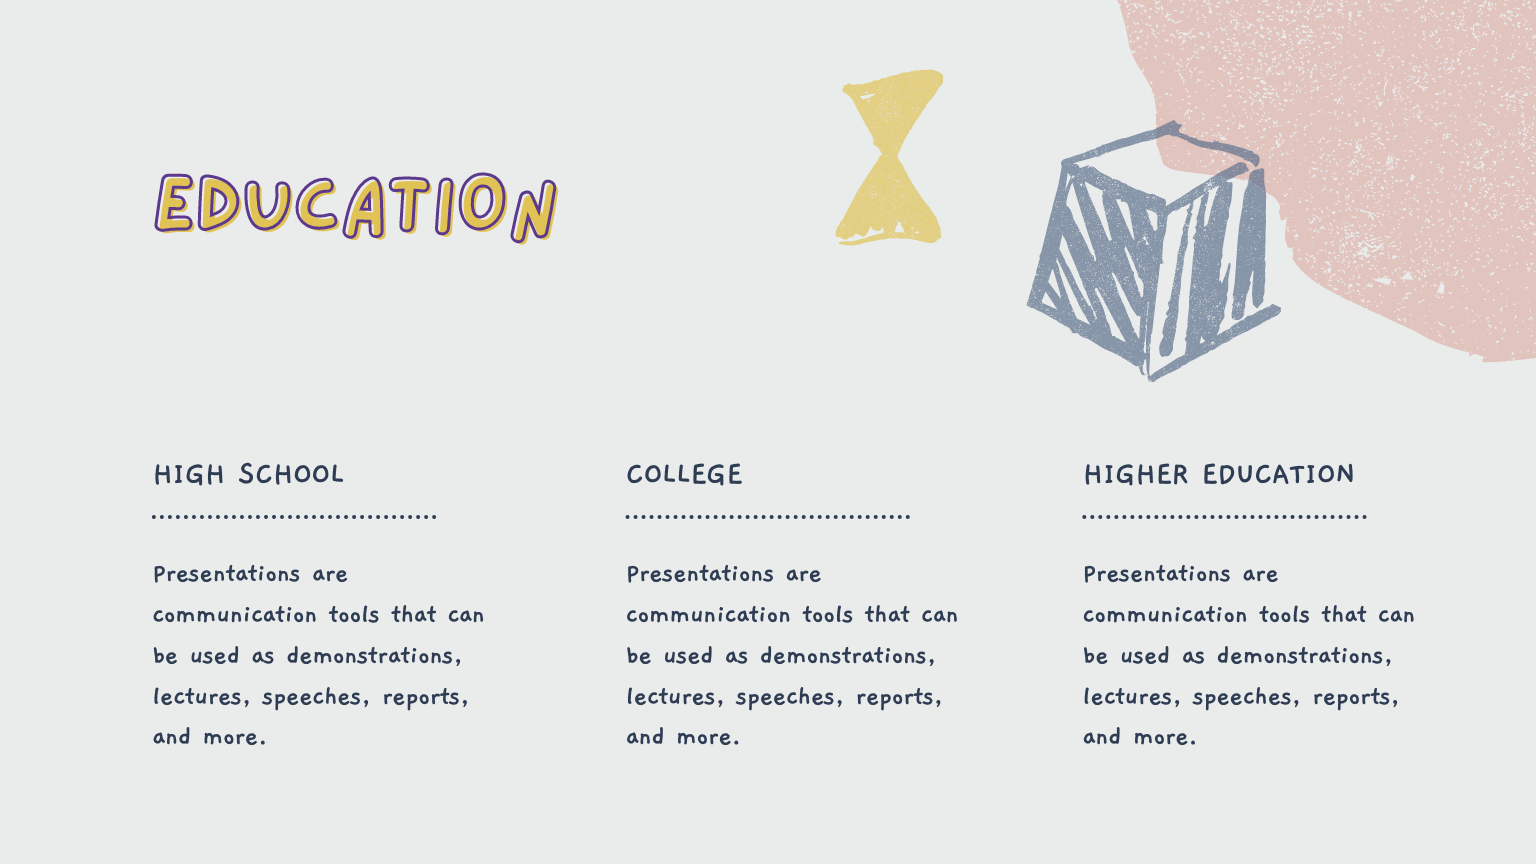 EDUCATION
HIGH SCHOOL
Presentations are
communication tools that can
be used as demonstrations,
lectures, speeches, reports,
and more.
COLLEGE
Presentations are
communication tools that can
be used as demonstrations,
lectures, speeches, reports,
and more.
HIGHER EDUCATION
Presentations are
communication tools that can
be used as demonstrations,
lectures, speeches, reports,
and more.